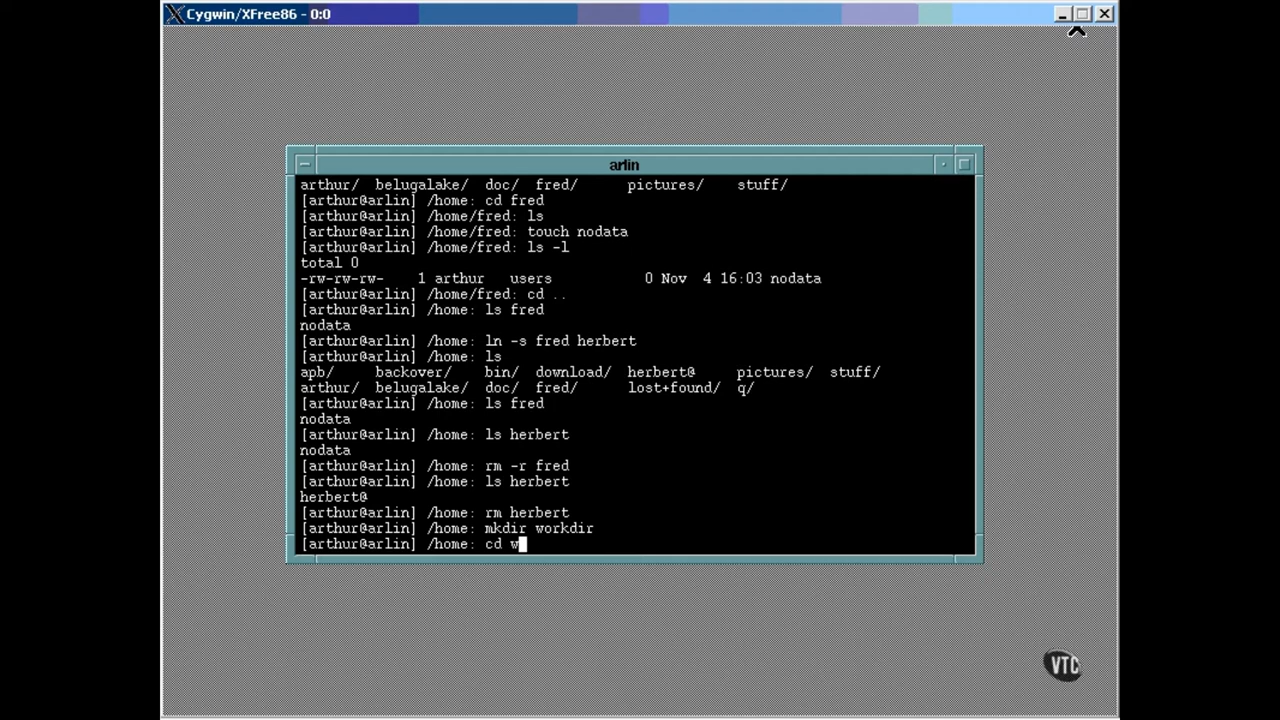 Cygwin/XFree86 - 0:0
arlin
arthur/  belugalake/  doc/  fred/      pictures/    stuff/
[arthur@arlin] /home: cd fred
[arthur@arlin] /home/fred: ls
[arthur@arlin] /home/fred: touch nodata
[arthur@arlin] /home/fred: ls -l
total 0
-rw-rw-rw-    1 arthur   users           0 Nov  4 16:03 nodata
[arthur@arlin] /home/fred: cd ..
[arthur@arlin] /home: ls fred
nodata
[arthur@arlin] /home: ln -s fred herbert
[arthur@arlin] /home: ls
apb/     backover/    bin/  download/  herbert@     pictures/  stuff/
arthur/  belugalake/  doc/  fred/      lost+found/  q/
[arthur@arlin] /home: ls fred
nodata
[arthur@arlin] /home: ls herbert
nodata
[arthur@arlin] /home: rm -r fred
[arthur@arlin] /home: ls herbert
herbert@
[arthur@arlin] /home: rm herbert
[arthur@arlin] /home: mkdir workdir
[arthur@arlin] /home: cd w
VTC